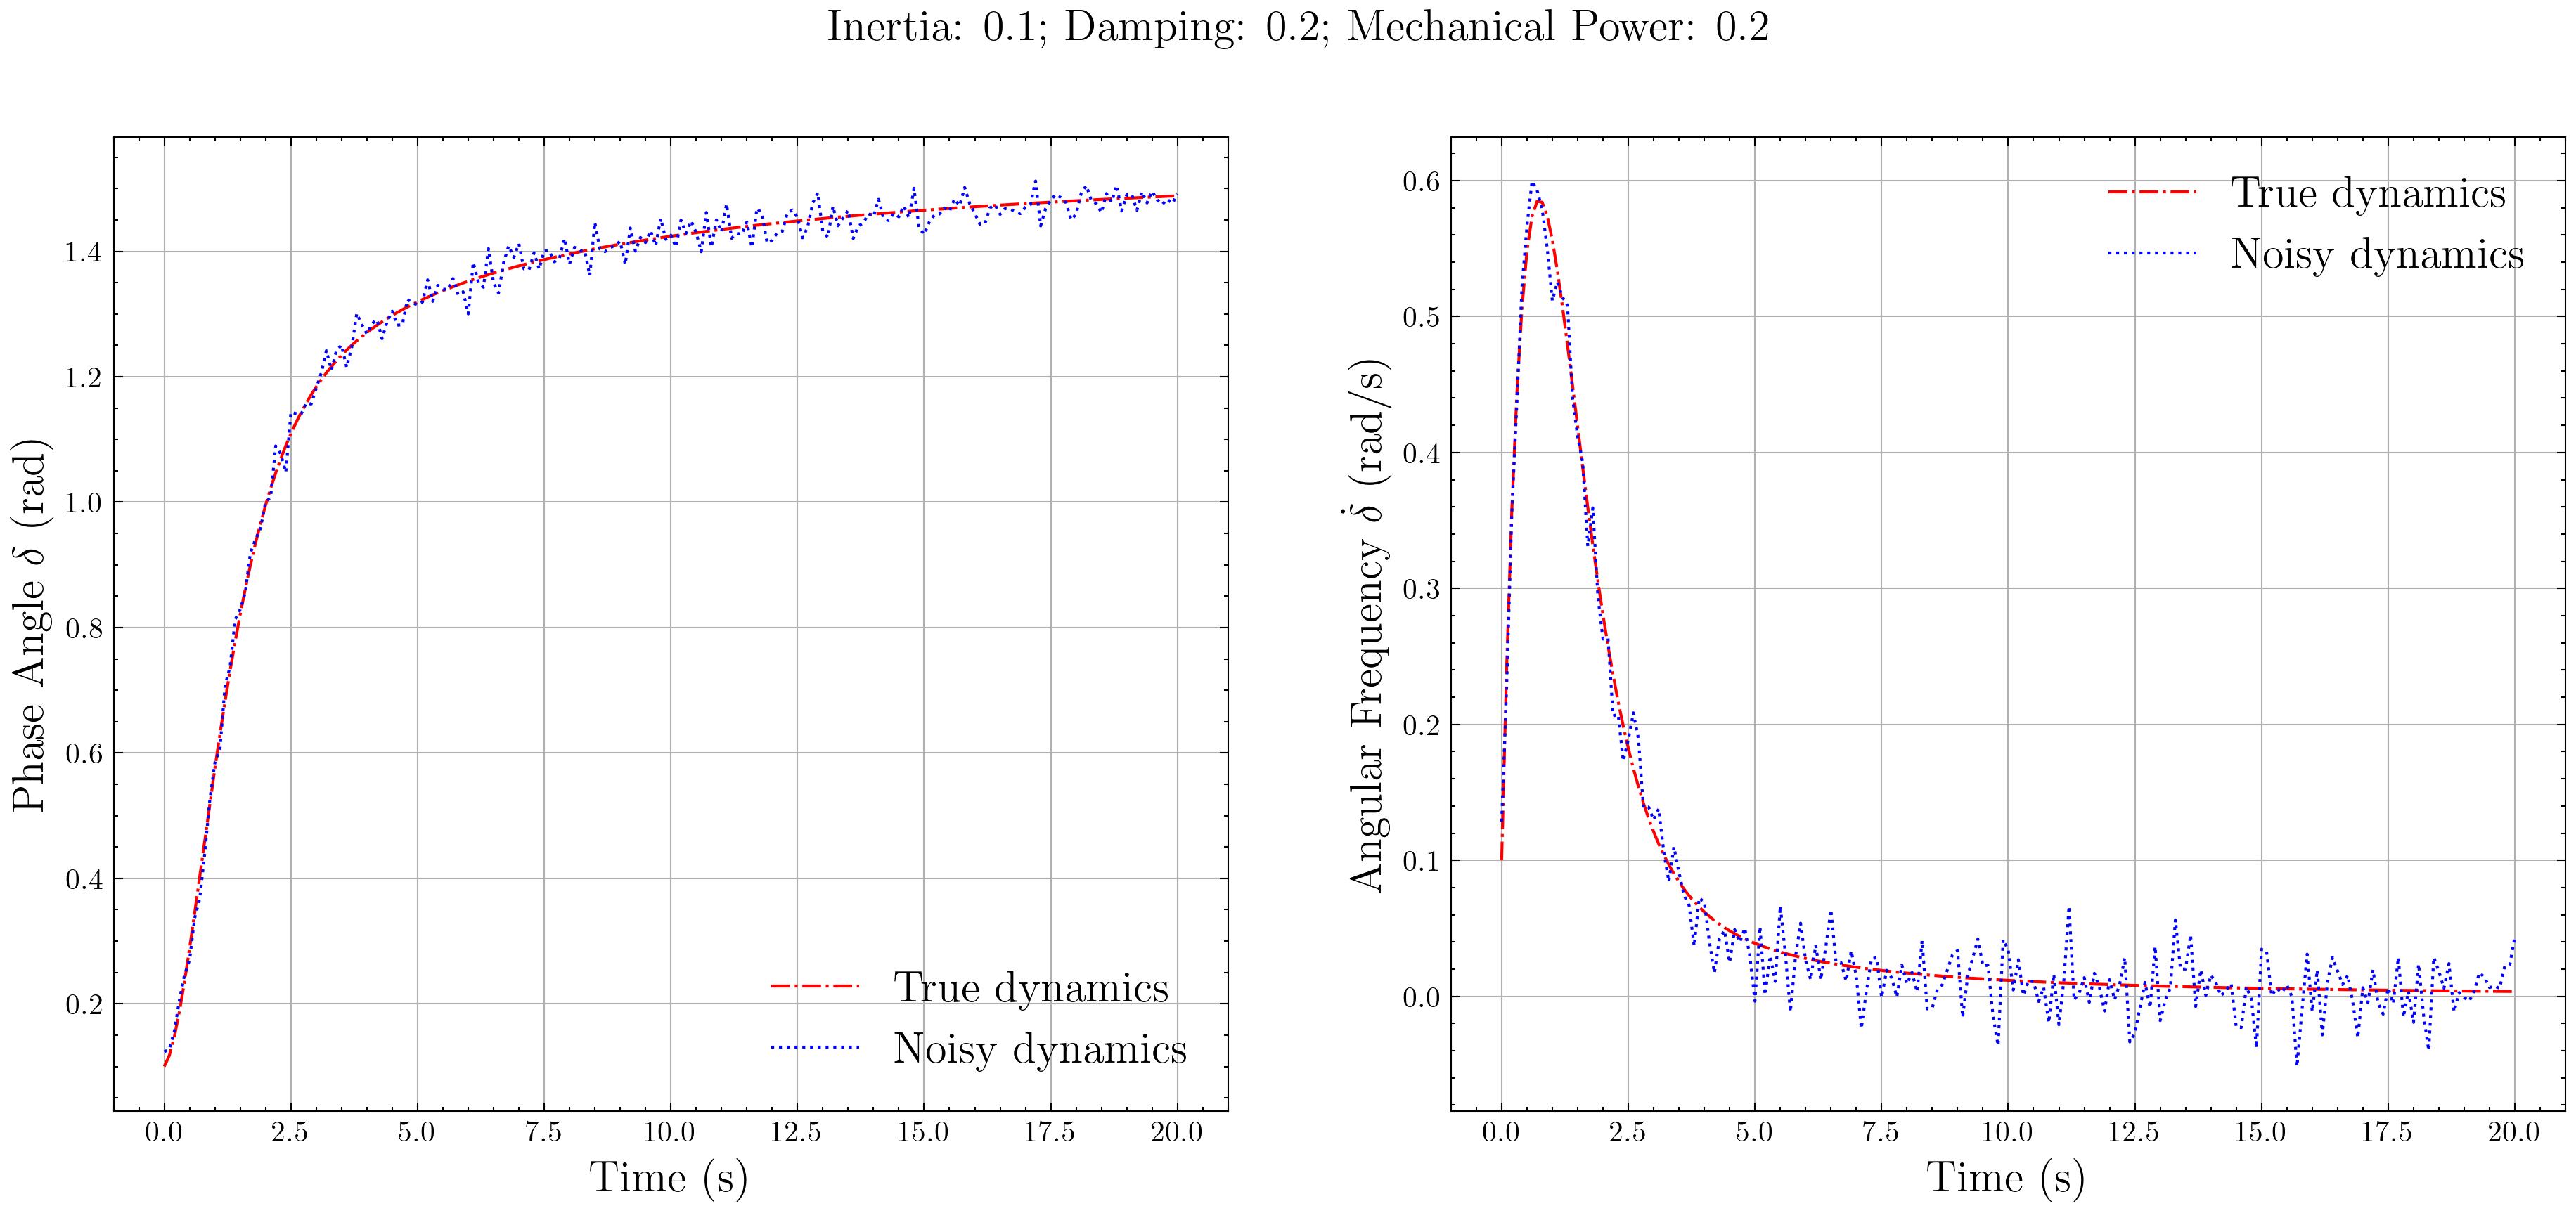 Inertia: 0.1; Damping: 0.2; Mechanical Power: 0.2
Phase Angle δ (rad)
1.4
1.2
1.0
0.8
0.6
0.4
0.2
True dynamics
Noisy dynamics
0.0 2.5 5.0 7.5 10.0 12.5 15.0 17.5 20.0
Time (s)
Angular Frequency δ̇ (rad/s)
0.6
0.5
0.4
0.3
0.2
0.1
0.0
True dynamics
Noisy dynamics
0.0 2.5 5.0 7.5 10.0 12.5 15.0 17.5 20.0
Time (s)